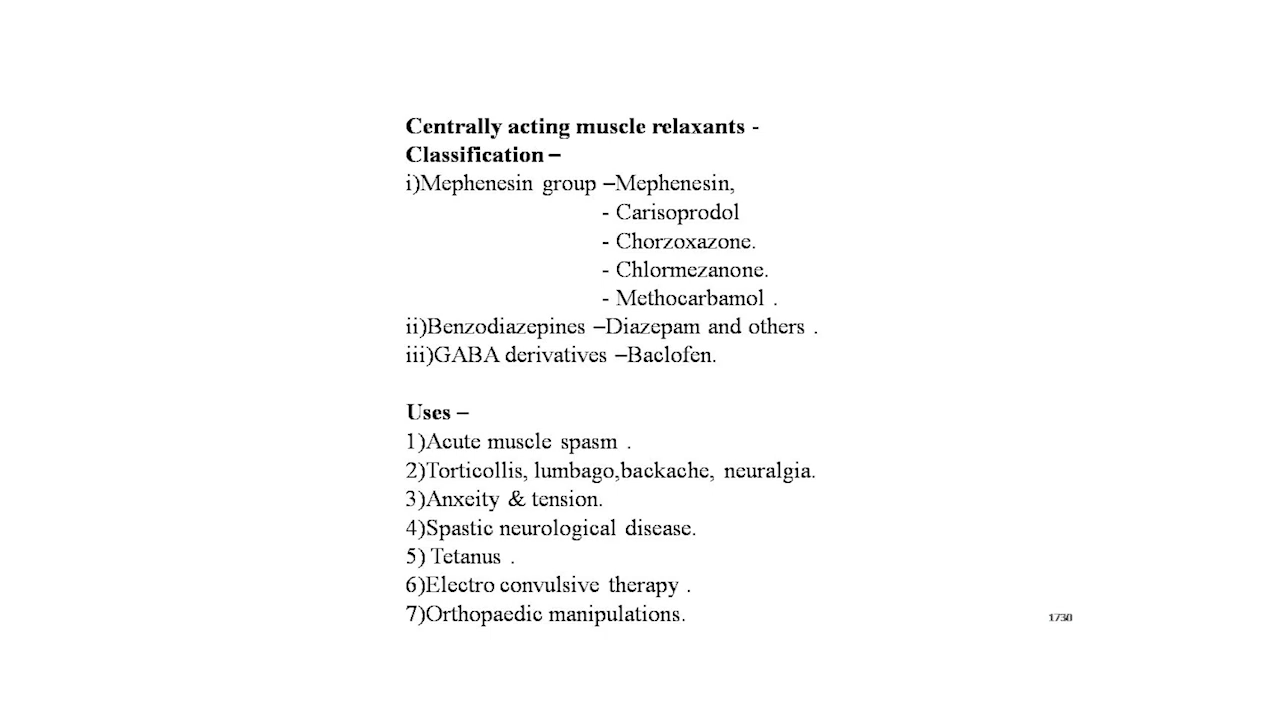 Centrally acting muscle relaxants -
Classification –
i)Mephenesin group –Mephenesin,
- Carisoprodol
- Chorzoxazone.
- Chlormezanone.
- Methocarbamol .
ii)Benzodiazepines –Diazepam and others .
iii)GABA derivatives –Baclofen.
Uses –
1)Acute muscle spasm .
2)Torticollis, lumbago,backache, neuralgia.
3)Anxeity & tension.
4)Spastic neurological disease.
5) Tetanus .
6)Electro convulsive therapy .
7)Orthopaedic manipulations.
1730